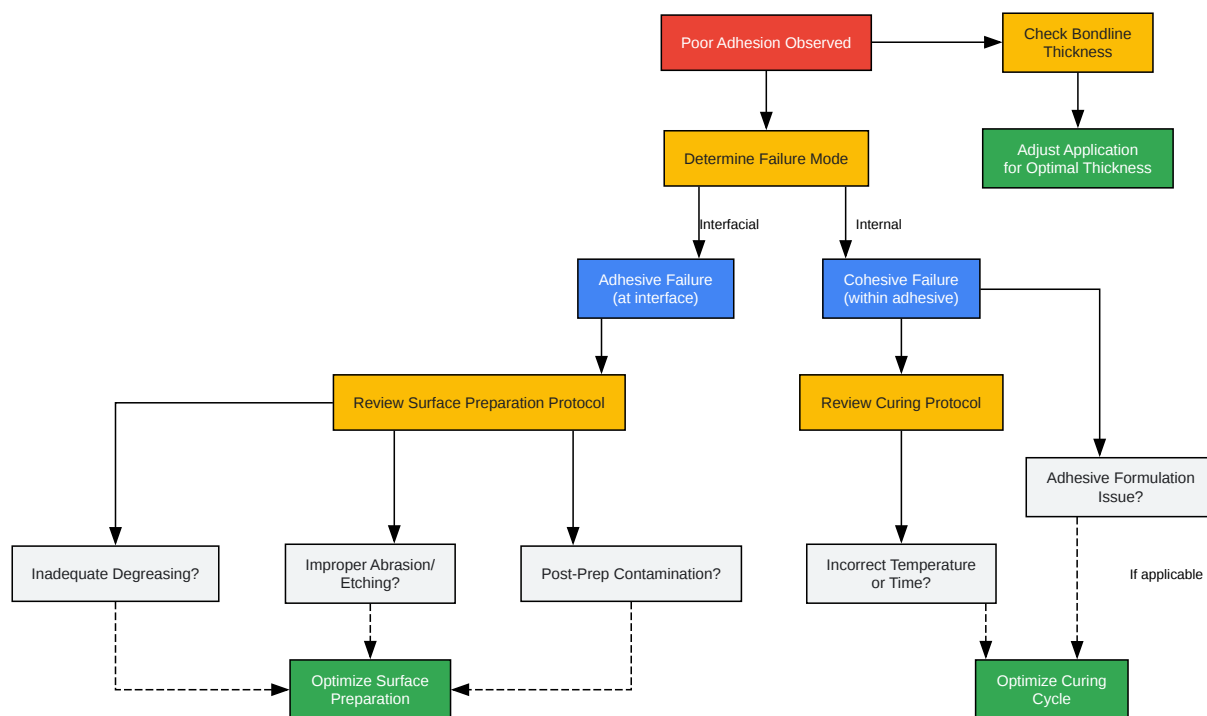 Poor Adhesion Observed
Check Bondline
Thickness
Determine Failure Mode
Adjust Application
for Optimal Thickness
Interfacial
Internal
Adhesive Failure
(at interface)
Cohesive Failure
(within adhesive)
Review Surface Preparation Protocol
Review Curing Protocol
Adhesive Formulation
Issue?
Inadequate Degreasing?
Improper Abrasion/
Etching?
Post-Prep Contamination?
Incorrect Temperature
or Time?
If applicable
Optimize Surface
Preparation
Optimize Curing
Cycle